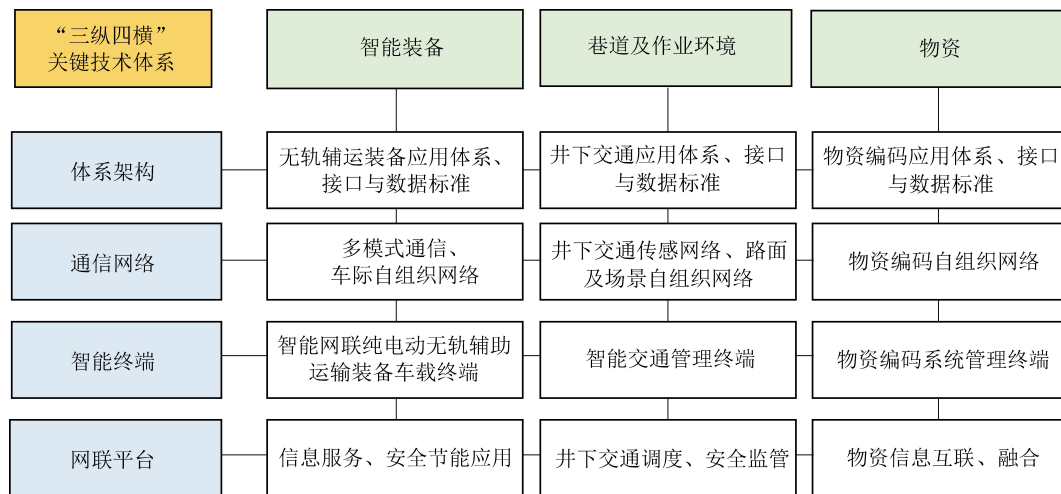 “三纵四横”
关键技术体系
智能装备
巷道及作业环境
物资
体系架构
无轨辅运装备应用体系、
接口与数据标准
井下交通应用体系、接口
与数据标准
物资编码应用体系、接口
与数据标准
通信网络
多模式通信、
车际自组织网络
井下交通传感网络、路面
及场景自组织网络
物资编码自组织网络
智能终端
智能网联纯电动无轨辅助
运输装备车载终端
智能交通管理终端
物资编码系统管理终端
网联平台
信息服务、安全节能应用
井下交通调度、安全监管
物资信息互联、融合